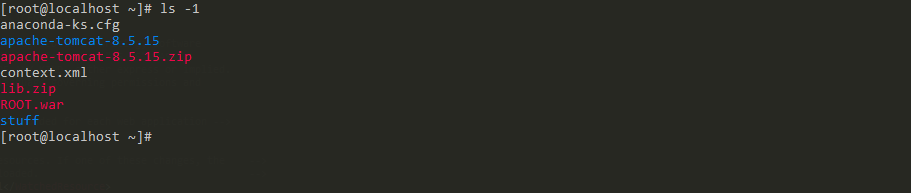 [root@localhost ~]# ls -1
anaconda-ks.cfg
apache-tomcat-8.5.15
apache-tomcat-8.5.15.zip
context.xml
lib.zip
ROOT.war
stuff
[root@localhost ~]#